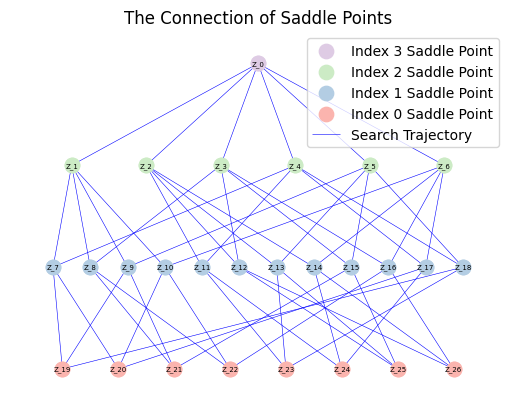 The Connection of Saddle Points
Z_0
Index 3 Saddle Point
Index 2 Saddle Point
Index 1 Saddle Point
Index 0 Saddle Point
Search Trajectory
Z_1 Z_2 Z_3 Z_4 Z_5 Z_6
Z_7 Z_8 Z_9 Z_10 Z_11 Z_12 Z_13 Z_14 Z_15 Z_16 Z_17 Z_18
Z_19 Z_20 Z_21 Z_22 Z_23 Z_24 Z_25 Z_26